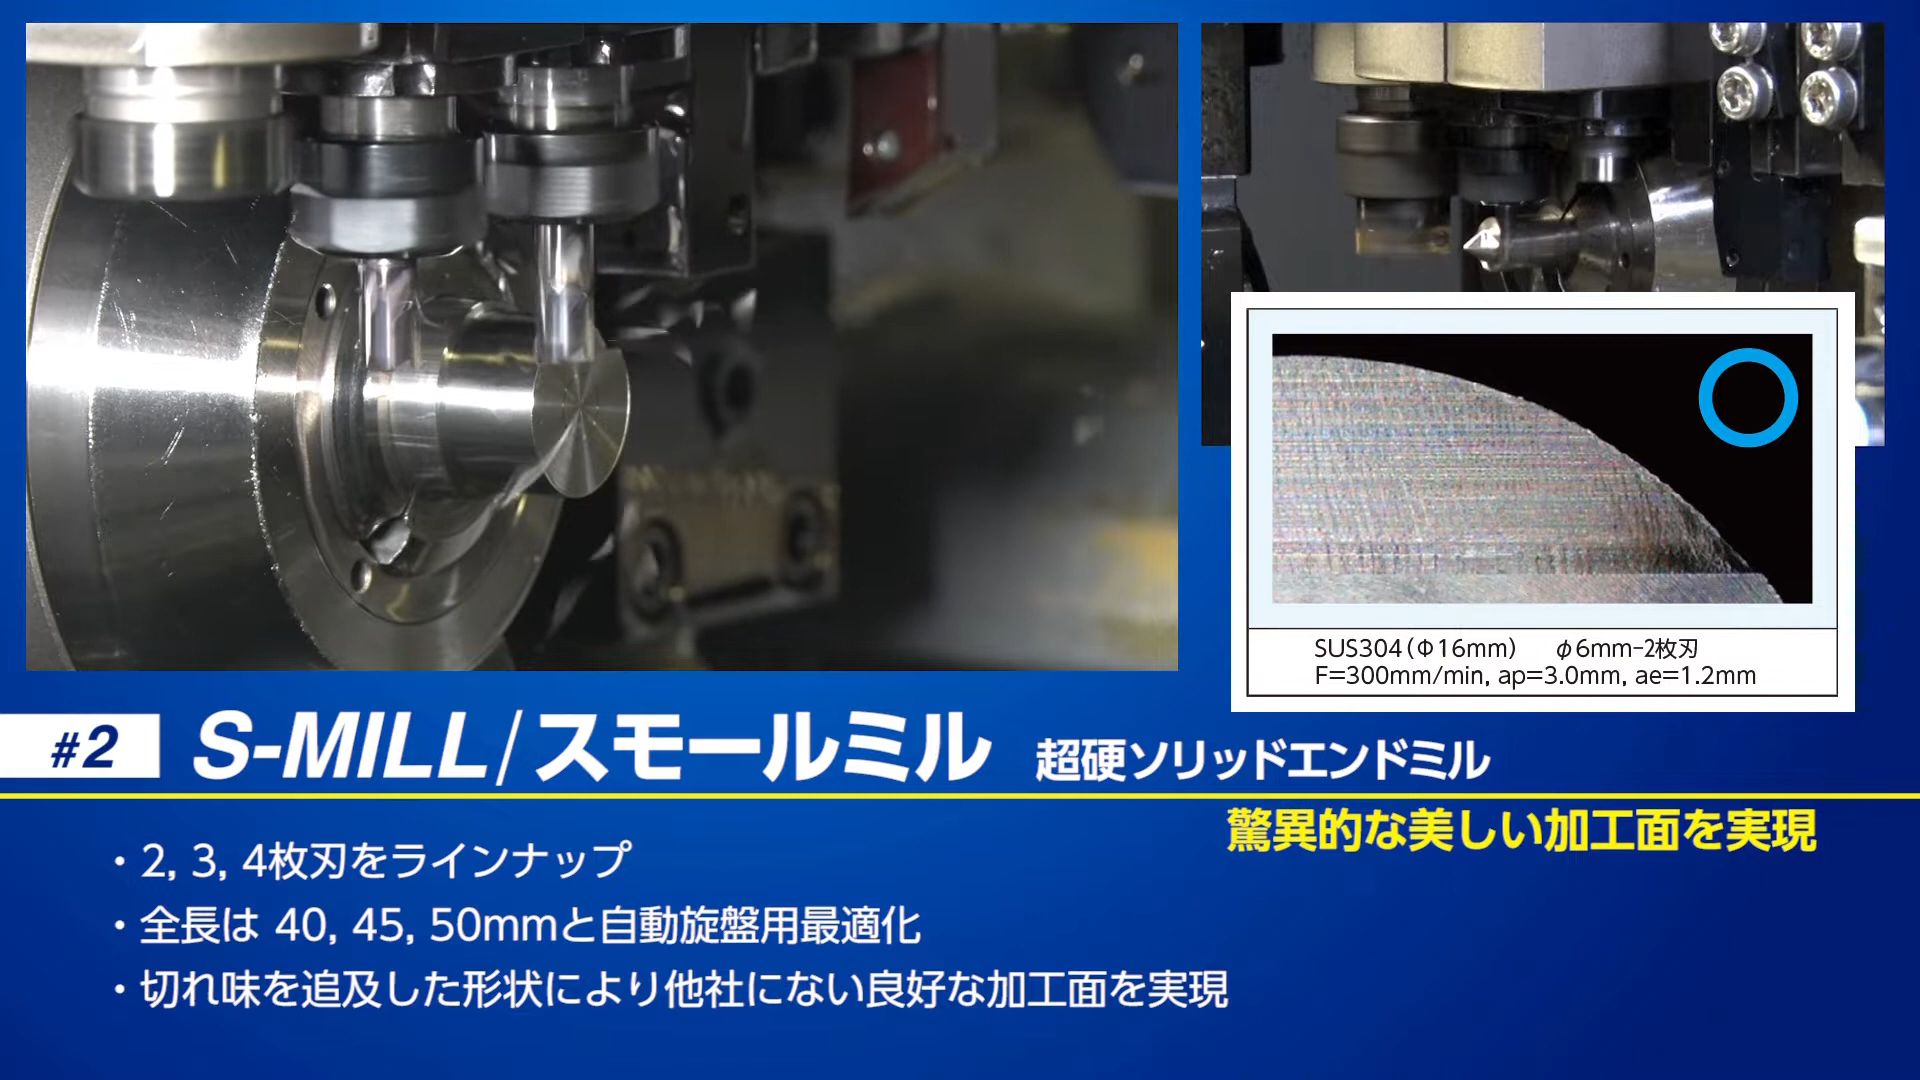 SUS304(Φ16mm) φ6mm-2枚刃
F=300mm/min, ap=3.0mm, ae=1.2mm
#2 S-MILL/スモールミル 超硬ソリッドエンドミル
驚異的な美しい加工面を実現
・2, 3, 4枚刃をラインナップ
・全長は 40, 45, 50mmと自動旋盤用最適化
・切れ味を追及した形状により他社にない良好な加工面を実現